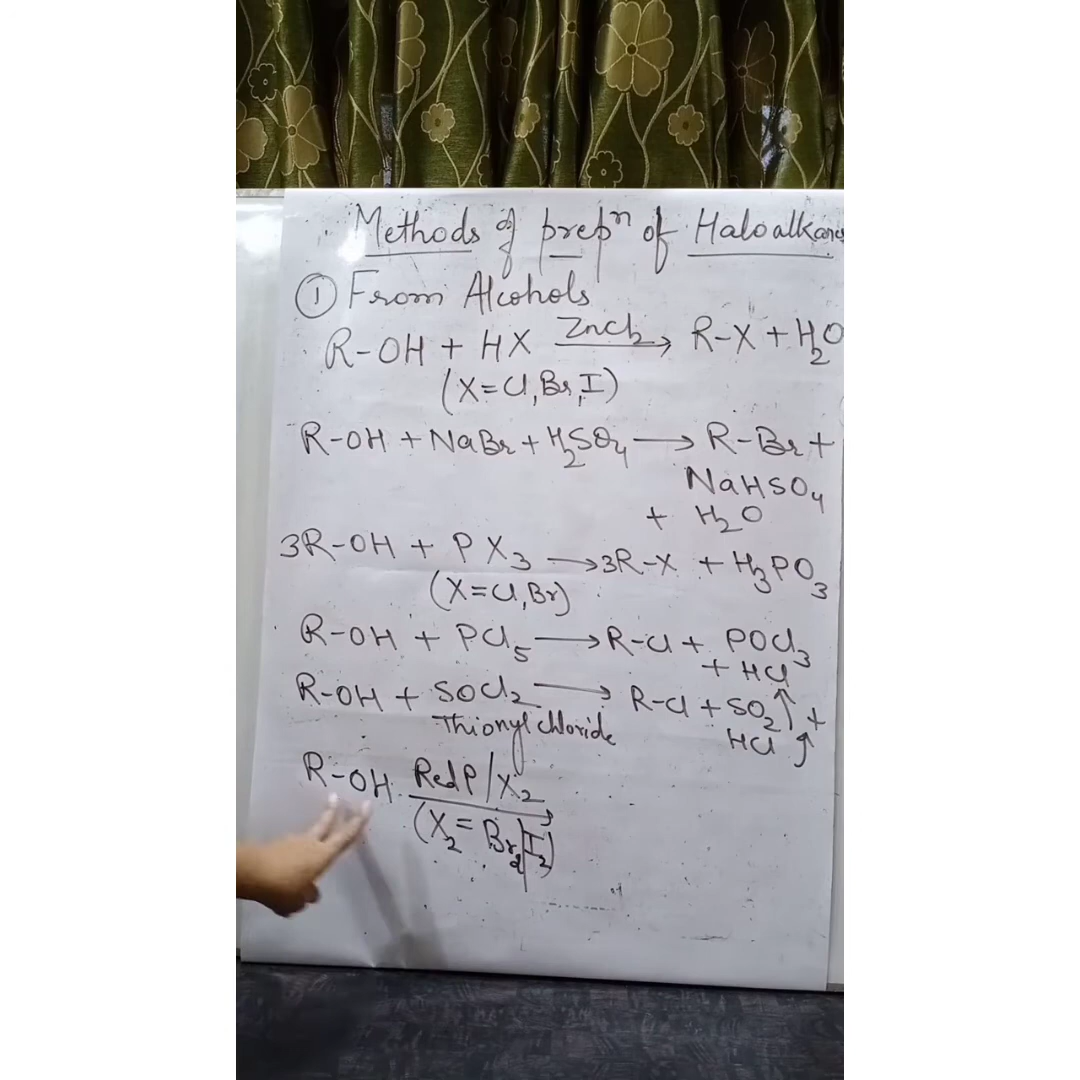 Methods of prepⁿ of Haloalkanes
① From Alcohols
R-OH + HX ZnCl₂→ R-X + H₂O
(X=Cl,Br,I)
R-OH + NaBr + H₂SO₄ → R-Br +
NaHSO₄
+ H₂O
3R-OH + PX₃ → 3R-X + H₃PO₃
(X=Cl,Br)
R-OH + PCl₅ → R-Cl + POCl₃
+ HCl
R-OH + SOCl₂ → R-Cl + SO₂↑ +
Thionyl chloride HCl ↑
R-OH Red P/X₂→
(X₂= Br₂/I₂)